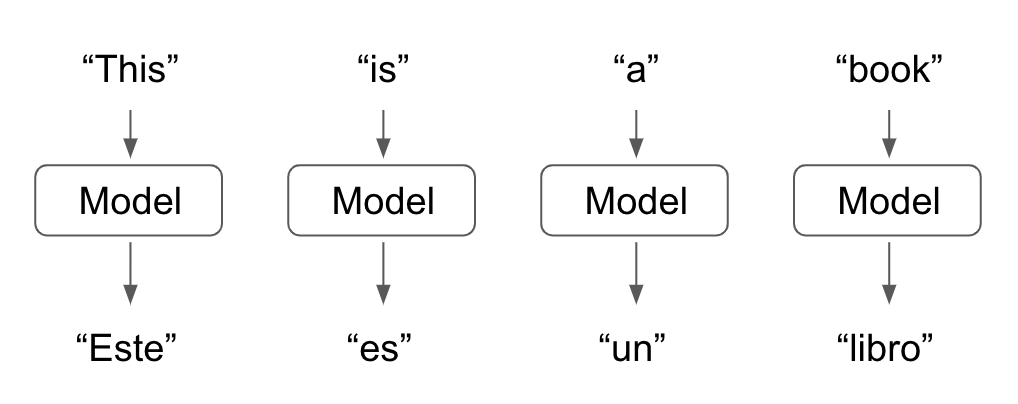 “This” “is” “a” “book”
Model Model Model Model
“Este” “es” “un” “libro”